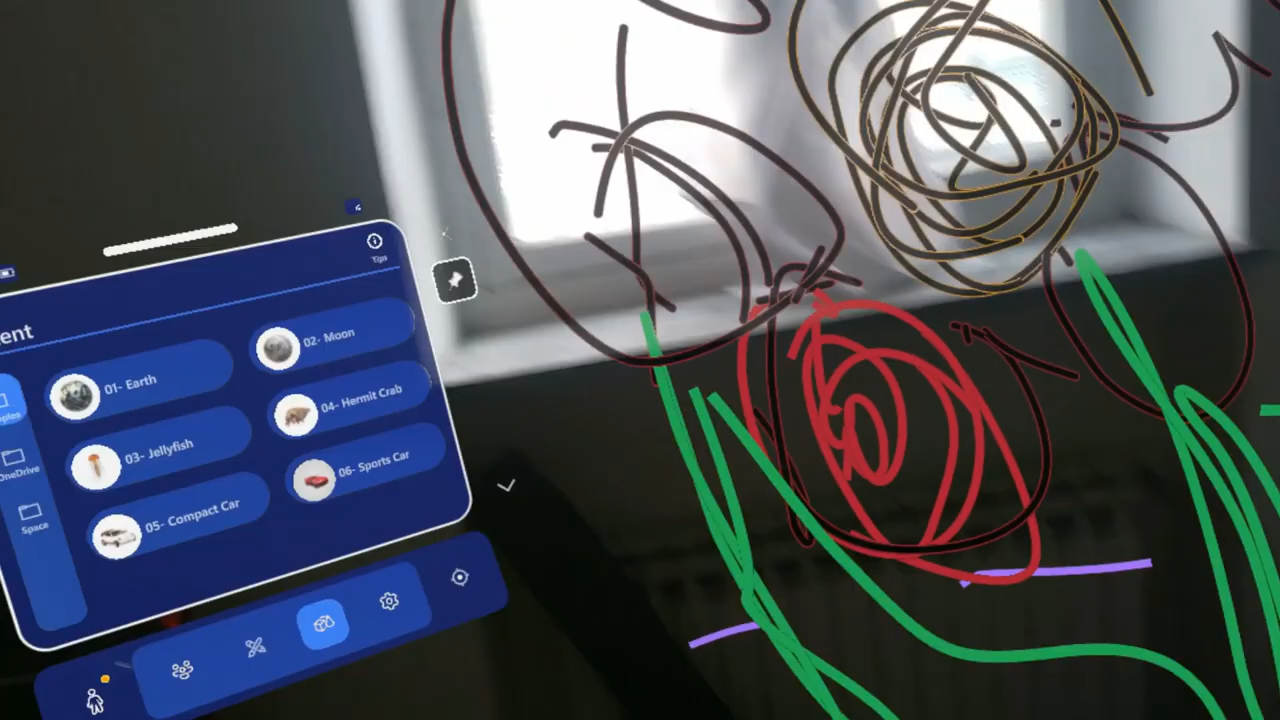 Tips
ent
01- Earth
02- Moon
03- Jellyfish
04- Hermit Crab
05- Compact Car
06- Sports Car
ples
OneDrive
Space